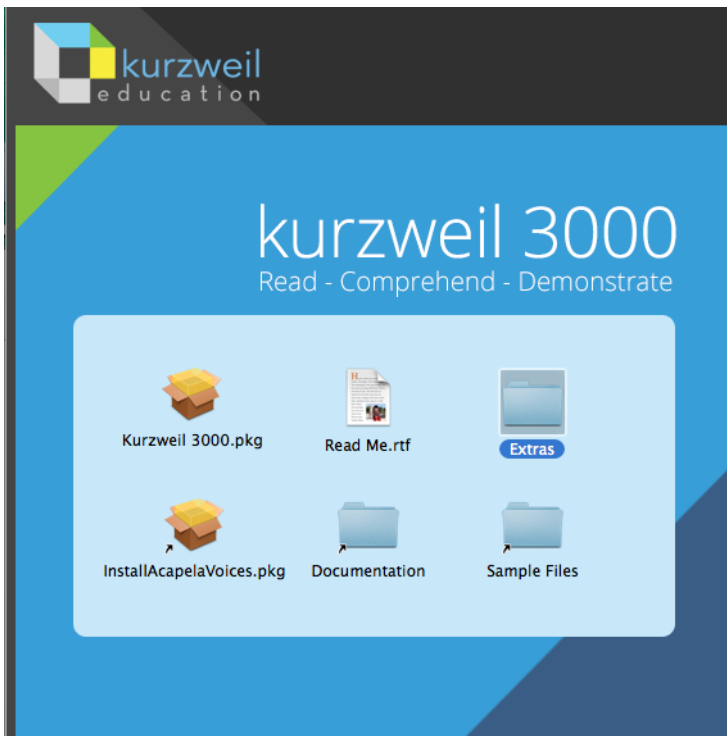 kurzweil
education
kurzweil 3000
Read - Comprehend - Demonstrate
Kurzweil 3000.pkg
Read Me.rtf
Extras
InstallAcapelaVoices.pkg
Documentation
Sample Files